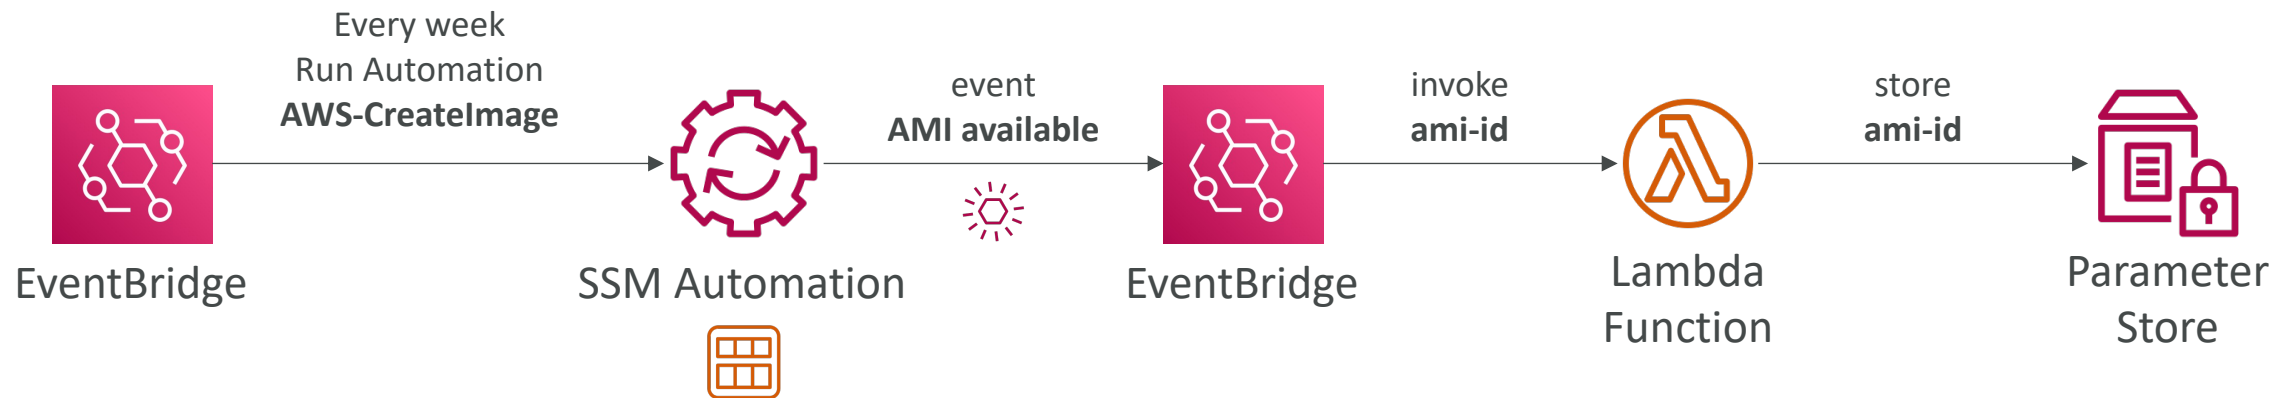 Every week
Run Automation
AWS-CreateImage
event
AMI available
invoke
ami-id
store
ami-id
EventBridge
SSM Automation
EventBridge
Lambda
Function
Parameter
Store